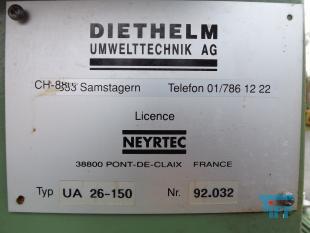 DIETHELM
UMWELTTECHNIK AG
Samstagern Telefon 01/786 12 22
Licence
NEYRTEC
38800 PONT-DE-CLAIX FRANCE
Typ UA 26-150 Nr. 92.032